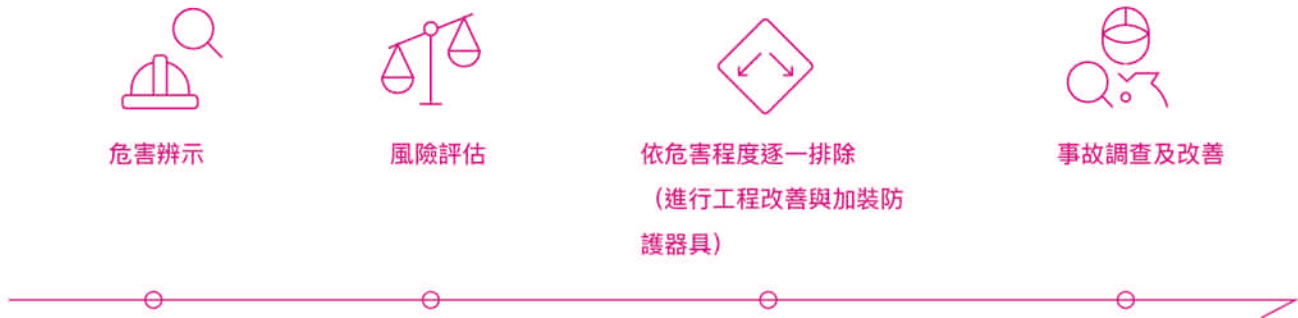 危害辨示
風險評估
依危害程度逐一排除
（進行工程改善與加裝防
護器具）
事故調查及改善